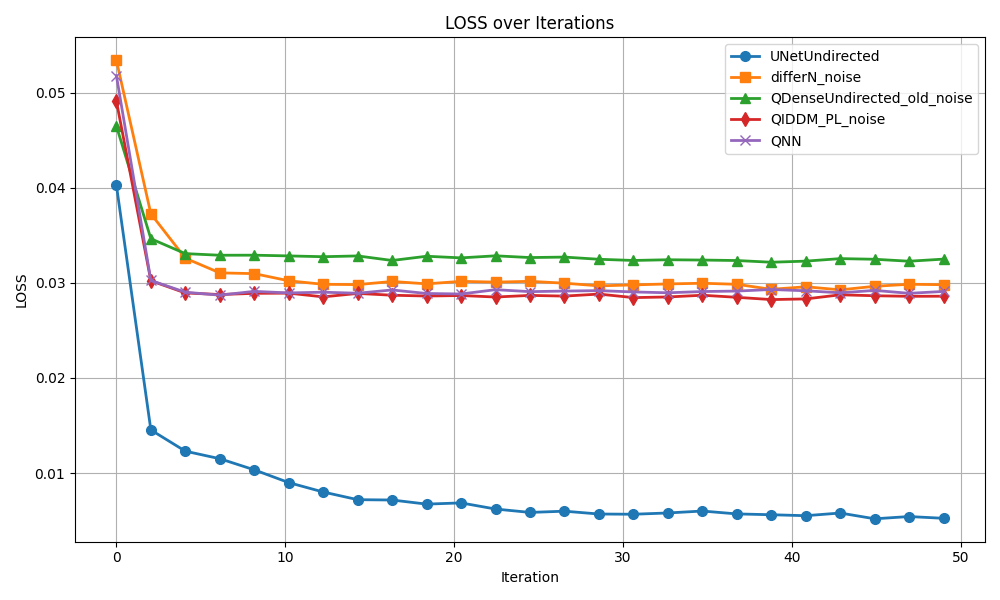 LOSS over Iterations
UNetUndirected
differN_noise
QDenseUndirected_old_noise
QIDDM_PL_noise
QNN
LOSS
0.05
0.04
0.03
0.02
0.01
0 10 20 30 40 50
Iteration